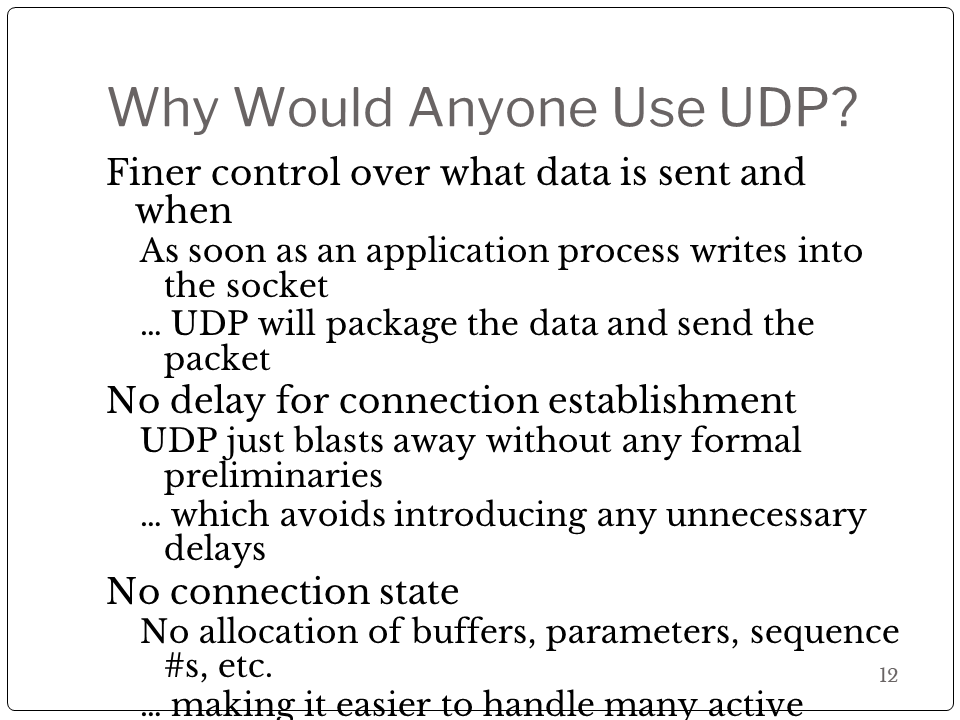 Why Would Anyone Use UDP?
Finer control over what data is sent and
when
As soon as an application process writes into
the socket
… UDP will package the data and send the
packet
No delay for connection establishment
UDP just blasts away without any formal
preliminaries
… which avoids introducing any unnecessary
delays
No connection state
No allocation of buffers, parameters, sequence
#s, etc.
… making it easier to handle many active
12